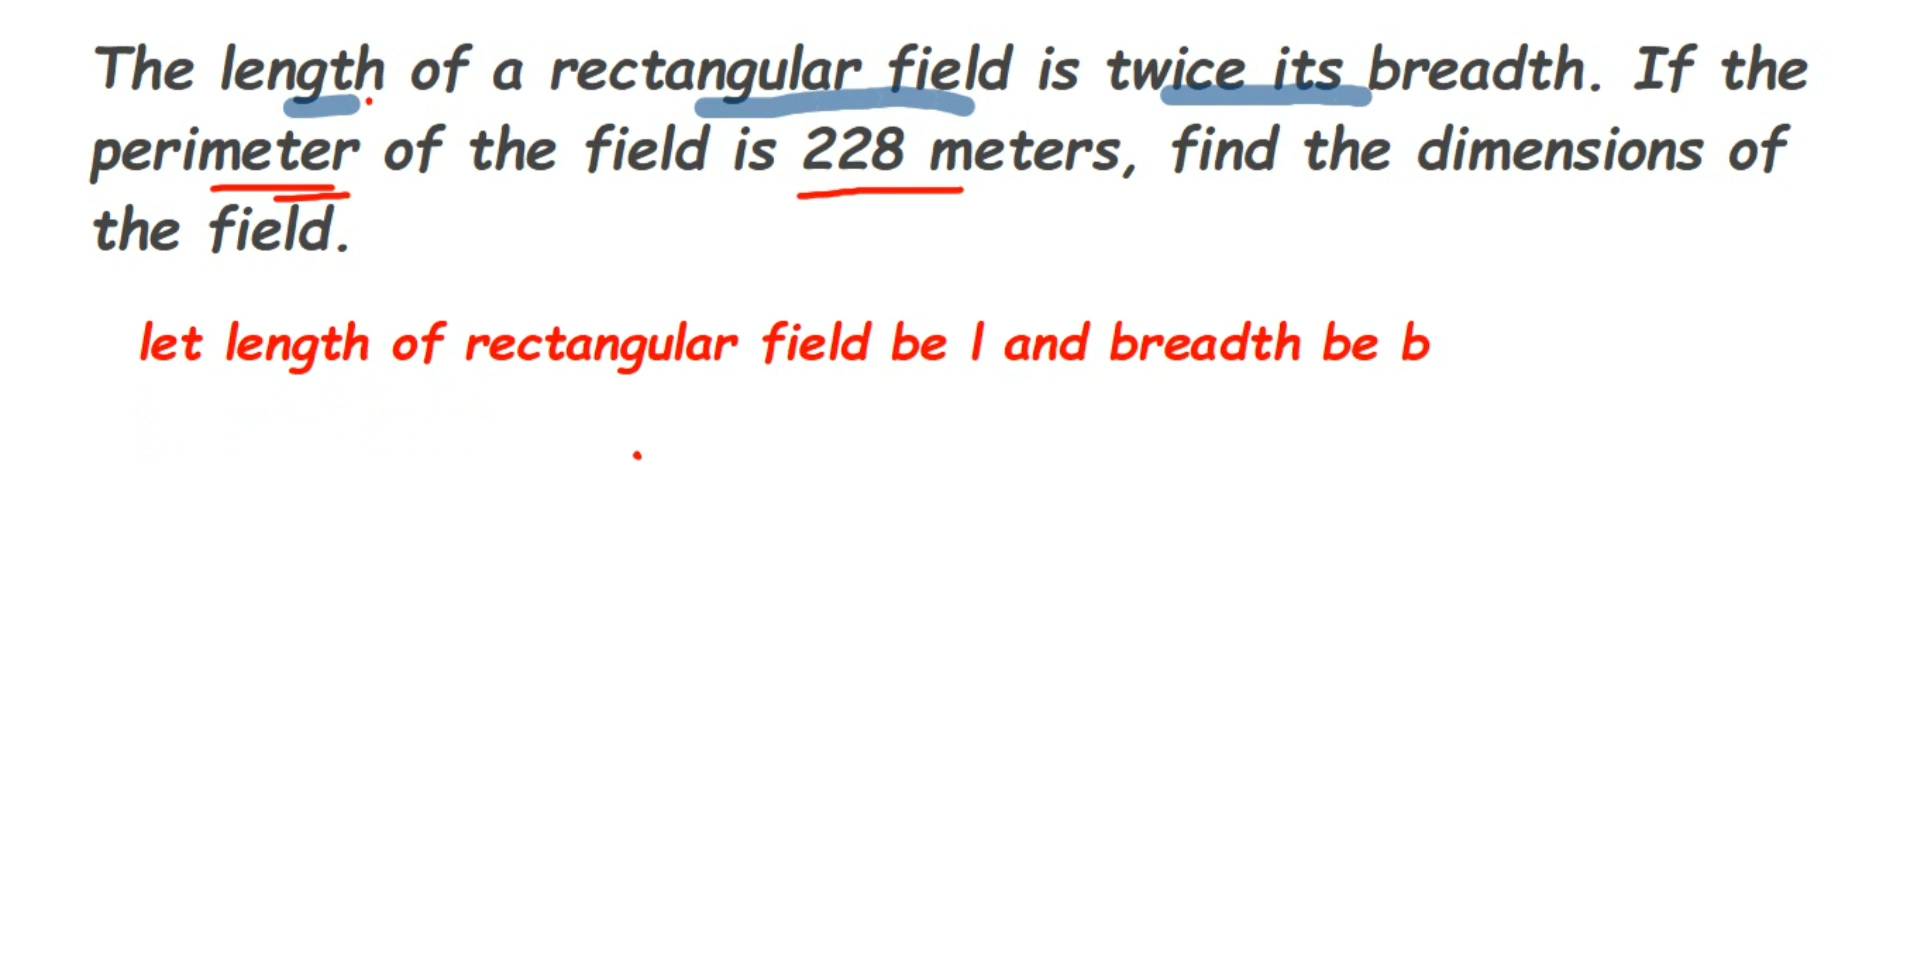 The length of a rectangular field is twice its breadth. If the
perimeter of the field is 228 meters, find the dimensions of
the field.
let length of rectangular field be l and breadth be b